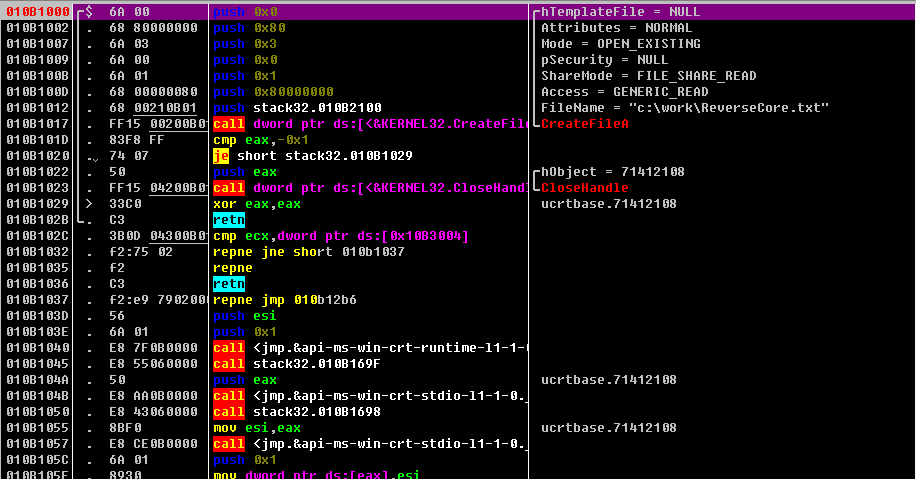 010B1000 $ 6A 00 push 0x0 hTemplateFile = NULL
010B1002 . 68 80000000 push 0x80 Attributes = NORMAL
010B1007 . 6A 03 push 0x3 Mode = OPEN_EXISTING
010B1009 . 6A 00 push 0x0 pSecurity = NULL
010B100B . 6A 01 push 0x1 ShareMode = FILE_SHARE_READ
010B100D . 68 00000080 push 0x80000000 Access = GENERIC_READ
010B1012 . 68 00210B01 push stack32.010B2100 FileName = "c:\work\ReverseCore.txt"
010B1017 . FF15 00200B0 call dword ptr ds:[<&KERNEL32.CreateFile CreateFileA
010B101D . 83F8 FF cmp eax,-0x1
010B1020 . 74 07 je short stack32.010B1029
010B1022 . 50 push eax hObject = 71412108
010B1023 . FF15 04200B0 call dword ptr ds:[<&KERNEL32.CloseHandl CloseHandle
010B1029 > 33C0 xor eax,eax ucrtbase.71412108
010B102B . C3 retn
010B102C . 3B0D 04300B0 cmp ecx,dword ptr ds:[0x10B3004]
010B1032 . f2:75 02 repne jne short 010b1037
010B1035 . f2 repne
010B1036 . C3 retn
010B1037 . f2:e9 7902000 repne jmp 010b12b6
010B103D . 56 push esi
010B103E . 6A 01 push 0x1
010B1040 . E8 7F0B0000 call <jmp.&api-ms-win-crt-runtime-l1-1-
010B1045 . E8 55060000 call stack32.010B169F
010B104A . 50 push eax ucrtbase.71412108
010B104B . E8 AA0B0000 call <jmp.&api-ms-win-crt-stdio-l1-1-0.
010B1050 . E8 43060000 call stack32.010B1698
010B1055 . 8BF0 mov esi,eax ucrtbase.71412108
010B1057 . E8 CE0B0000 call <jmp.&api-ms-win-crt-stdio-l1-1-0.
010B105C . 6A 01 push 0x1
010B105E . 8930 mov dword ptr ds:[eax],esi